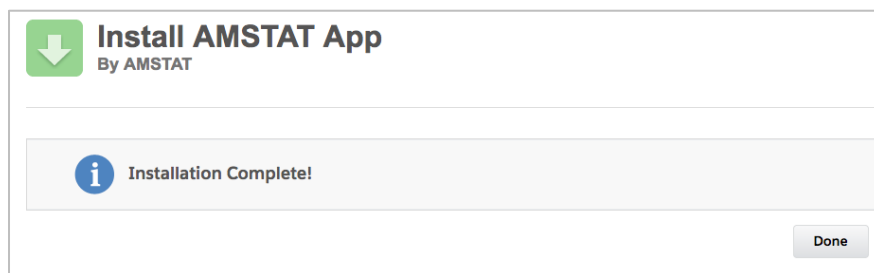 Install AMSTAT App
By AMSTAT
i
Installation Complete!
Done